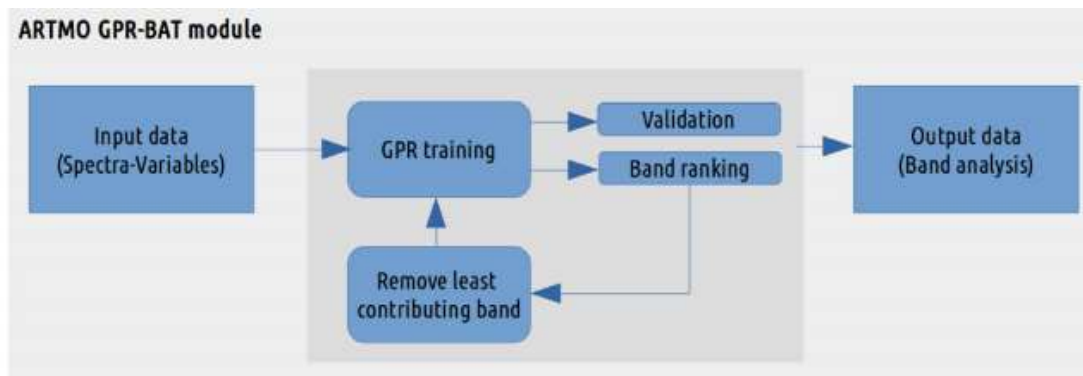 ARTMO GPR-BAT module
Input data
(Spectra-Variables)
GPR training
Validation
Band ranking
Remove least
contributing band
Output data
(Band analysis)